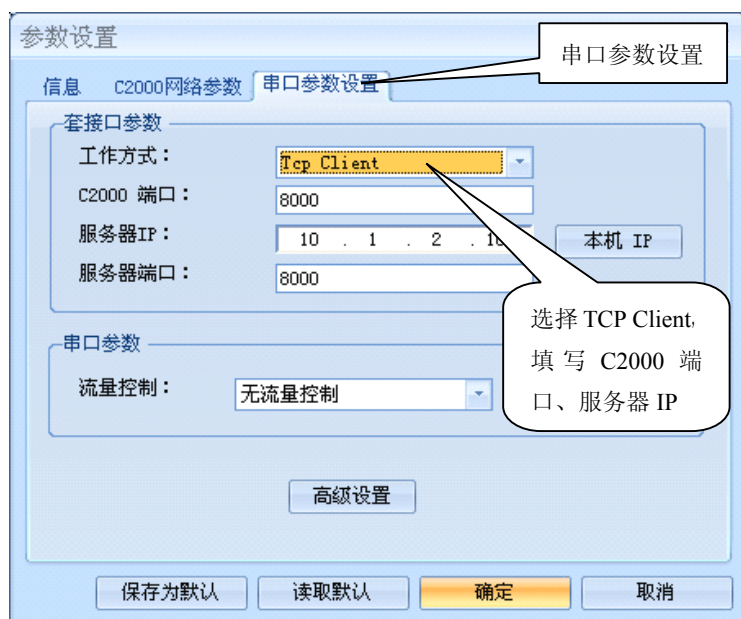 参数设置
串口参数设置
信息 C2000网络参数 串口参数设置
套接口参数
工作方式： Tcp Client
C2000 端口： 8000
服务器IP： 10 . 1 . 2 . 本机 IP
服务器端口： 8000
选择 TCP Client,
填写 C2000 端
口、服务器 IP
串口参数
流量控制： 无流量控制
高级设置
保存为默认 读取默认 确定 取消